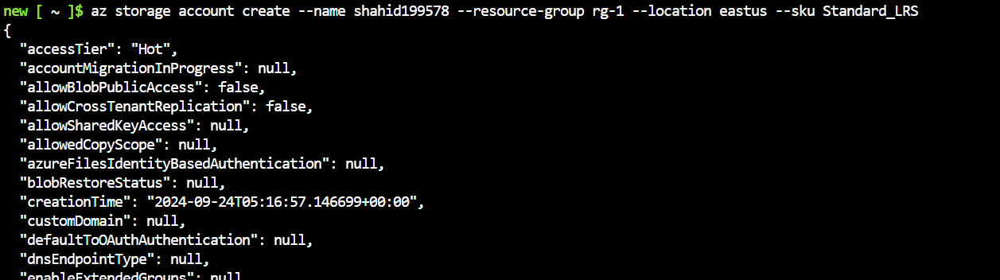 new [ ~ ]$ az storage account create --name shahid199578 --resource-group rg-1 --location eastus --sku Standard_LRS
{
  "accessTier": "Hot",
  "accountMigrationInProgress": null,
  "allowBlobPublicAccess": false,
  "allowCrossTenantReplication": false,
  "allowSharedKeyAccess": null,
  "allowedCopyScope": null,
  "azureFilesIdentityBasedAuthentication": null,
  "blobRestoreStatus": null,
  "creationTime": "2024-09-24T05:16:57.146699+00:00",
  "customDomain": null,
  "defaultToOAuthAuthentication": null,
  "dnsEndpointType": null,
  "enableExtendedGroups": null